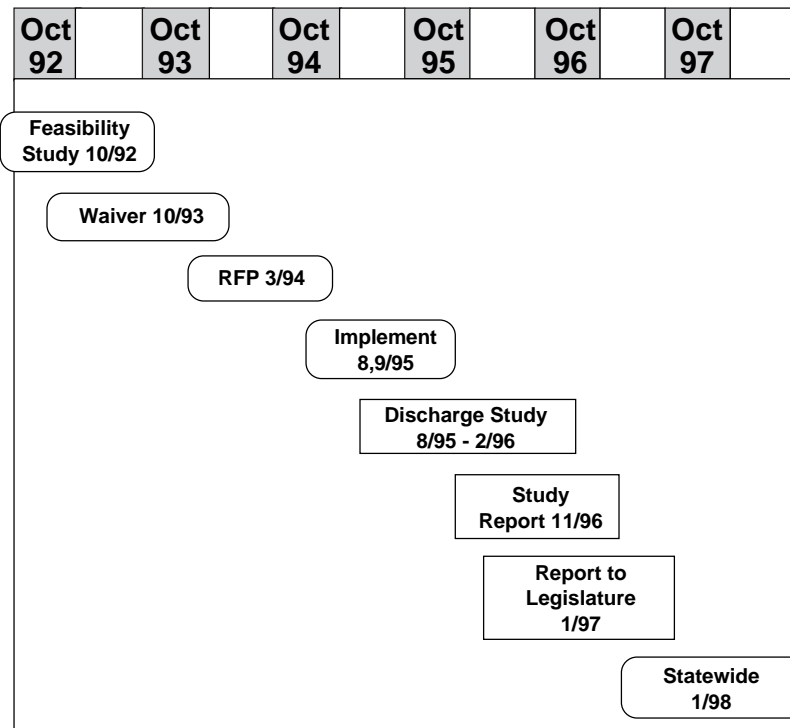 Oct 92
Oct 93
Oct 94
Oct 95
Oct 96
Oct 97
Feasibility
Study 10/92
Waiver 10/93
RFP 3/94
Implement
8,9/95
Discharge Study
8/95 - 2/96
Study
Report 11/96
Report to
Legislature
1/97
Statewide
1/98